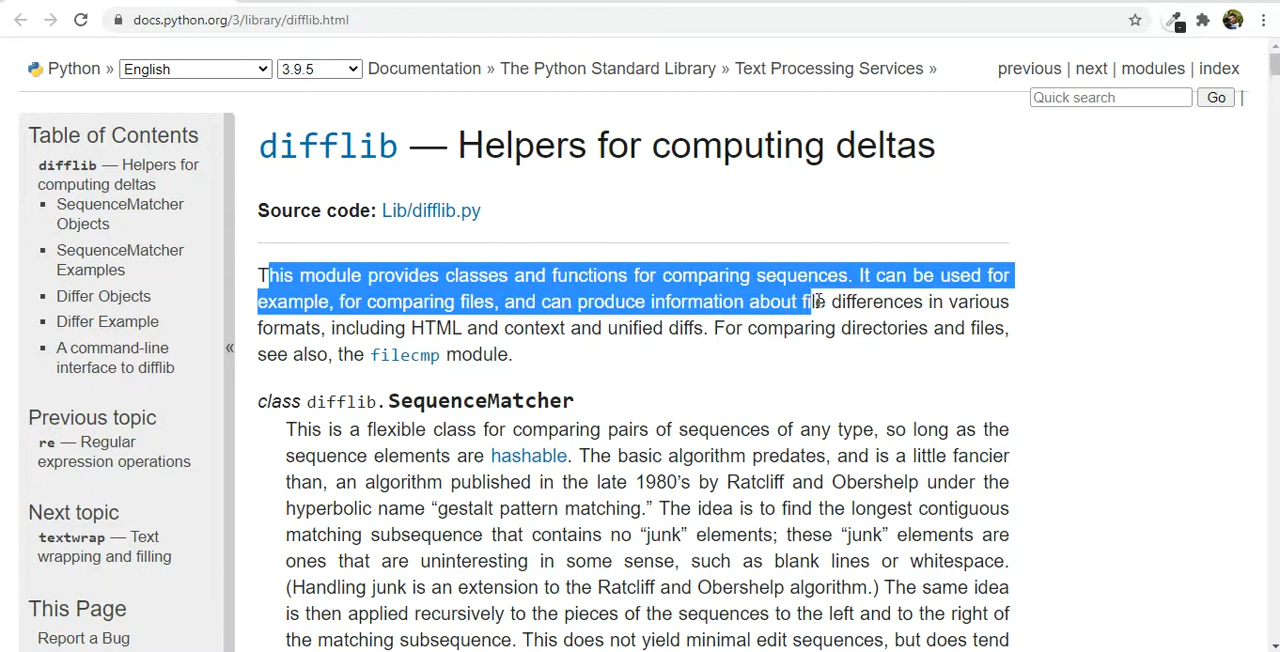 docs.python.org/3/library/difflib.html
Python » English 3.9.5 Documentation » The Python Standard Library » Text Processing Services » previous | next | modules | index
Quick search Go |
Table of Contents
difflib — Helpers for
computing deltas
SequenceMatcher
Objects
SequenceMatcher
Examples
Differ Objects
Differ Example
A command-line
interface to difflib
Previous topic
re — Regular
expression operations
Next topic
textwrap — Text
wrapping and filling
This Page
Report a Bug
«
difflib — Helpers for computing deltas
Source code: Lib/difflib.py
This module provides classes and functions for comparing sequences. It can be used for
example, for comparing files, and can produce information about file differences in various
formats, including HTML and context and unified diffs. For comparing directories and files,
see also, the filecmp module.
class difflib.SequenceMatcher
This is a flexible class for comparing pairs of sequences of any type, so long as the
sequence elements are hashable. The basic algorithm predates, and is a little fancier
than, an algorithm published in the late 1980’s by Ratcliff and Obershelp under the
hyperbolic name “gestalt pattern matching.” The idea is to find the longest contiguous
matching subsequence that contains no “junk” elements; these “junk” elements are
ones that are uninteresting in some sense, such as blank lines or whitespace.
(Handling junk is an extension to the Ratcliff and Obershelp algorithm.) The same idea
is then applied recursively to the pieces of the sequences to the left and to the right of
the matching subsequence. This does not yield minimal edit sequences, but does tend